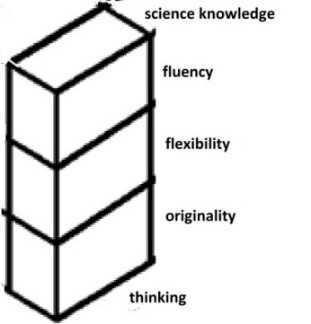 science knowledge
fluency
flexibility
originality
thinking